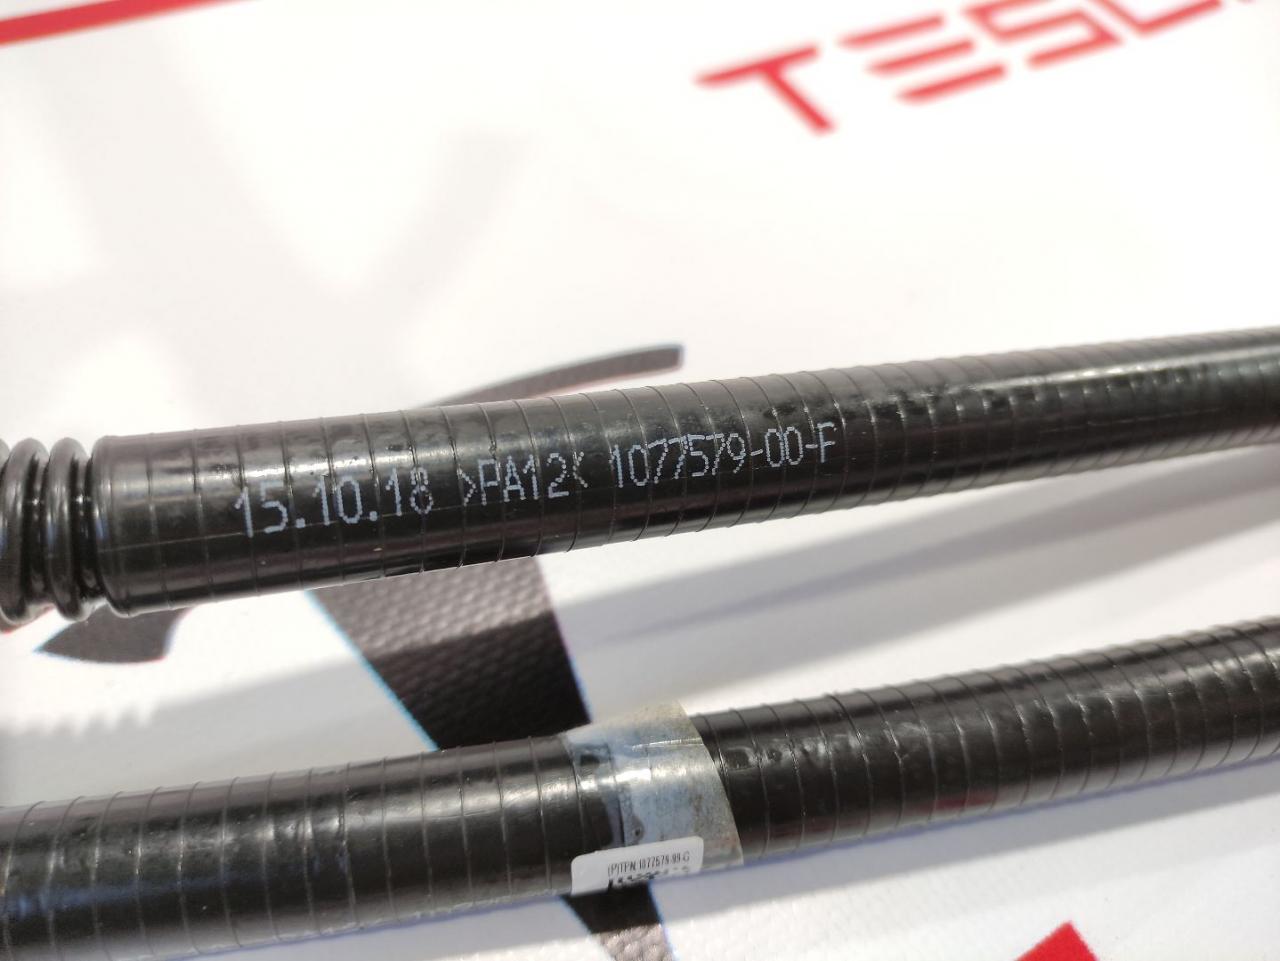 TESL
15.10.18 >PA12< 1077579-00-F
(P)TPN 1077579-99-G